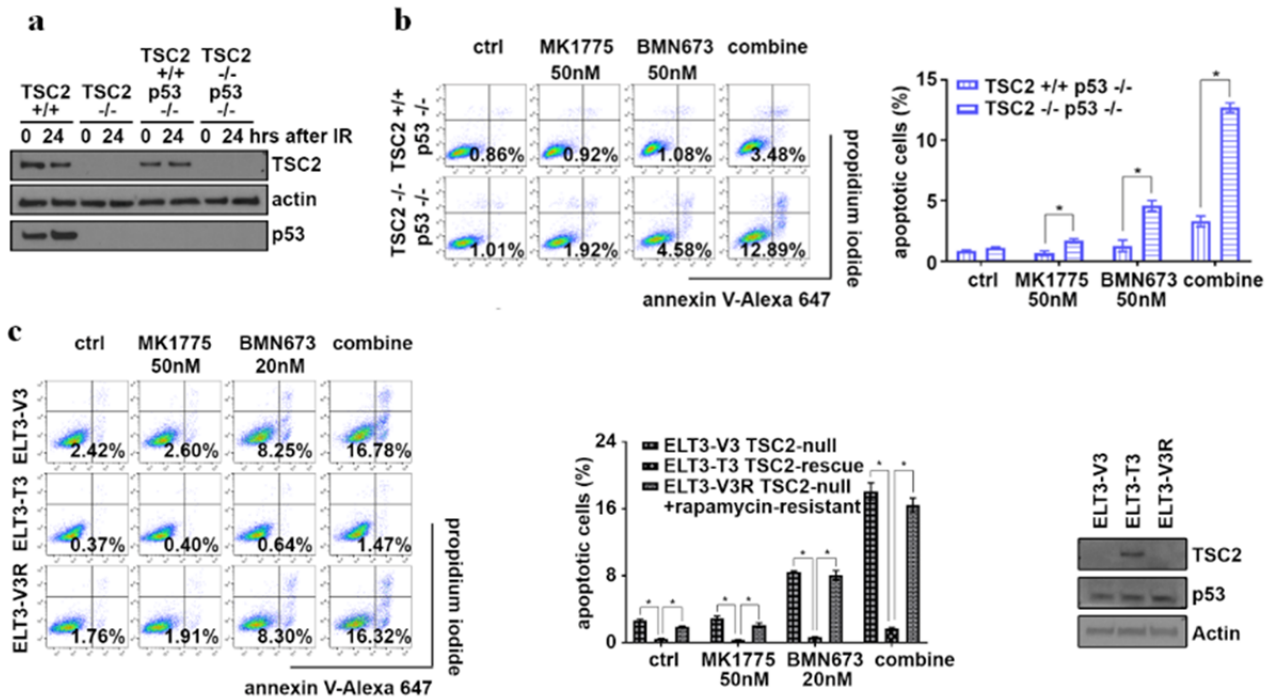 a
TSC2 +/+
TSC2 -/-
TSC2 +/+ p53 -/-
TSC2 -/- p53 -/-
0 24 0 24 0 24 0 24 hrs after IR
TSC2
actin
p53
b
ctrl MK1775 50nM BMN673 50nM combine
TSC2 +/+ p53 -/-
0.86% 0.92% 1.08% 3.48%
TSC2 -/- p53 -/-
1.01% 1.92% 4.58% 12.89%
propidium iodide
annexin V-Alexa 647
apoptotic cells (%)
15
10
5
0
TSC2 +/+ p53 -/-
TSC2 -/- p53 -/-
* * *
ctrl MK1775 50nM BMN673 50nM combine
c
ctrl MK1775 50nM BMN673 20nM combine
ELT3-V3
2.42% 2.60% 8.25% 16.78%
ELT3-T3
0.37% 0.40% 0.64% 1.47%
ELT3-V3R
1.76% 1.91% 8.30% 16.32%
propidium iodide
annexin V-Alexa 647
apoptotic cells (%)
24
16
8
0
ELT3-V3 TSC2-null
ELT3-T3 TSC2-rescue
ELT3-V3R TSC2-null
+rapamycin-resistant
* * * * * * * *
ctrl MK1775 50nM BMN673 20nM combine
ELT3-V3 ELT3-T3 ELT3-V3R
TSC2
p53
Actin